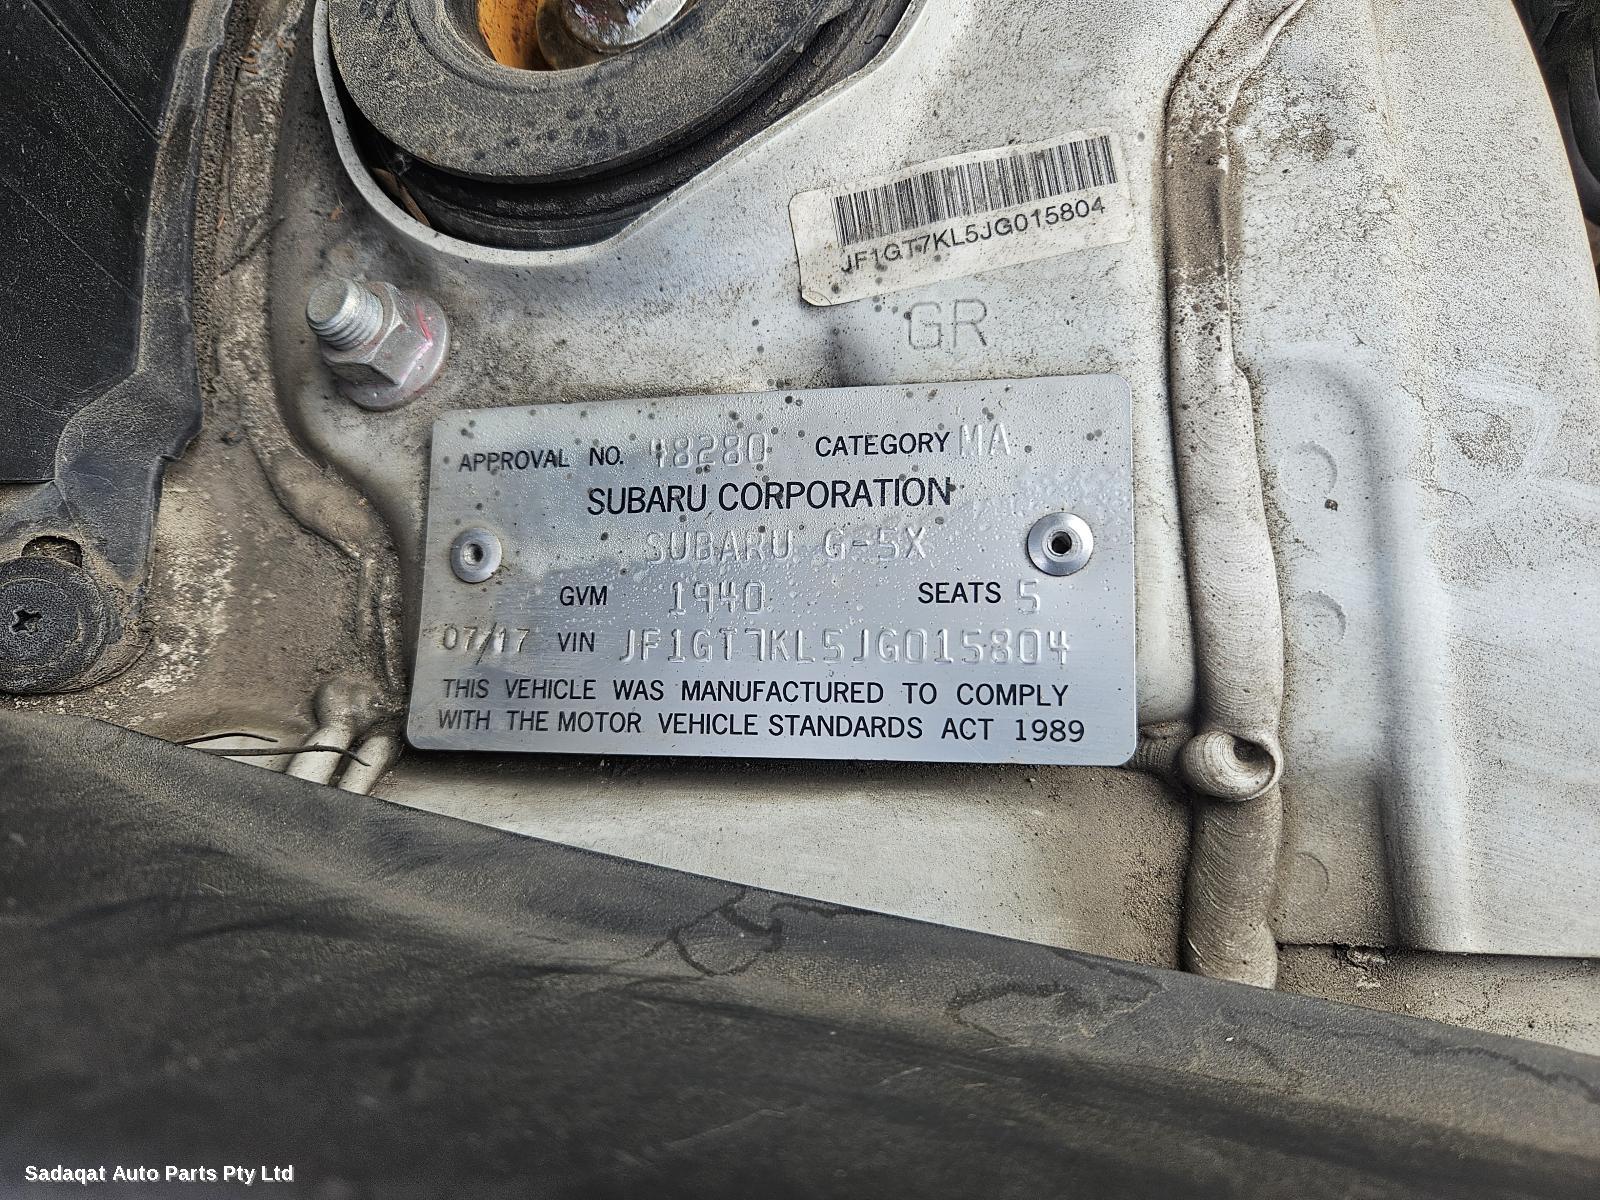 JF1GT7KL5JG015804
GR
APPROVAL NO. 48280 CATEGORY MA
SUBARU CORPORATION
SUBARU G-5X
GVM 1940 SEATS 5
07/17 VIN JF1GT7KL5JG015804
THIS VEHICLE WAS MANUFACTURED TO COMPLY
WITH THE MOTOR VEHICLE STANDARDS ACT 1989
Sadaqat Auto Parts Pty Ltd